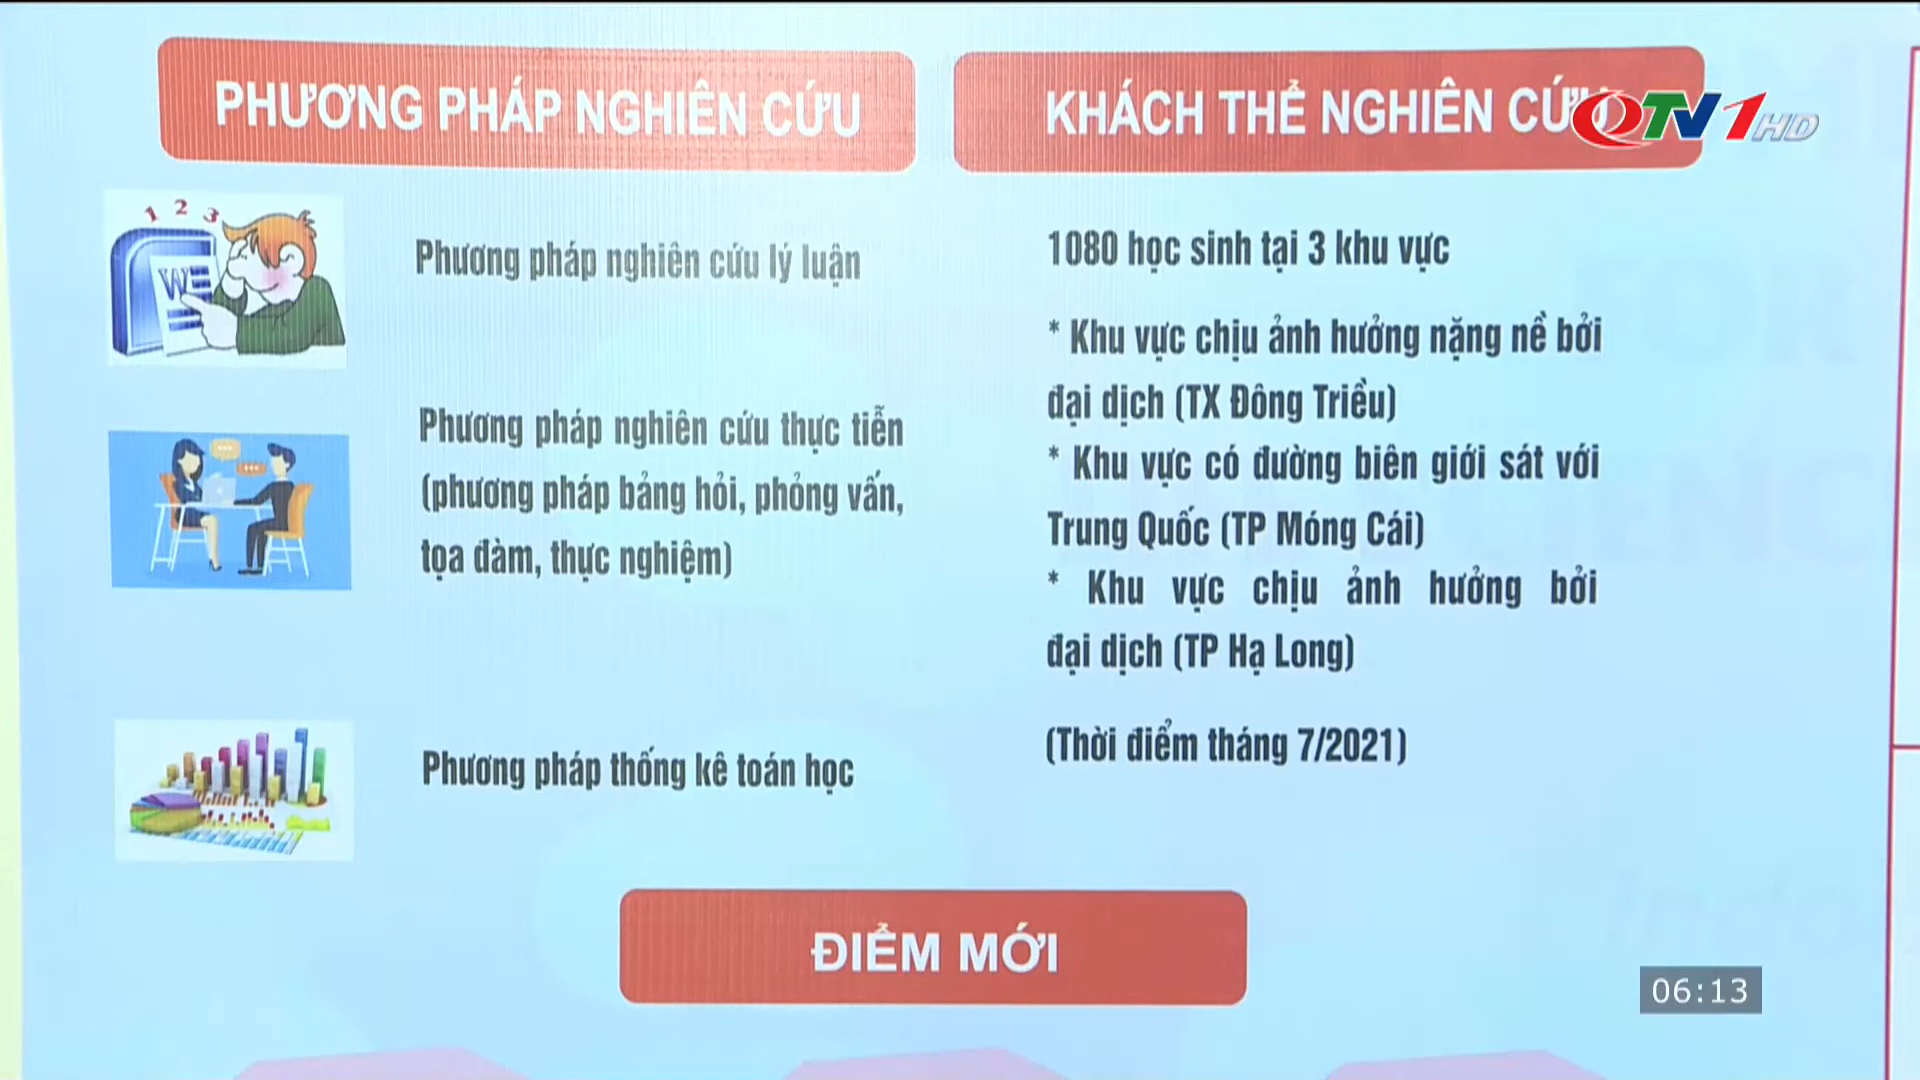 PHƯƠNG PHÁP NGHIÊN CỨU
Phương pháp nghiên cứu lý luận
Phương pháp nghiên cứu thực tiễn
(phương pháp bảng hỏi, phỏng vấn,
tọa đàm, thực nghiệm)
Phương pháp thống kê toán học
KHÁCH THỂ NGHIÊN CỨU
1080 học sinh tại 3 khu vực
* Khu vực chịu ảnh hưởng nặng nề bởi
đại dịch (TX Đông Triều)
* Khu vực có đường biên giới sát với
Trung Quốc (TP Móng Cái)
* Khu vực chịu ảnh hưởng bởi
đại dịch (TP Hạ Long)
(Thời điểm tháng 7/2021)
ĐIỂM MỚI
QTV1HD
06:13
1 2 3
W